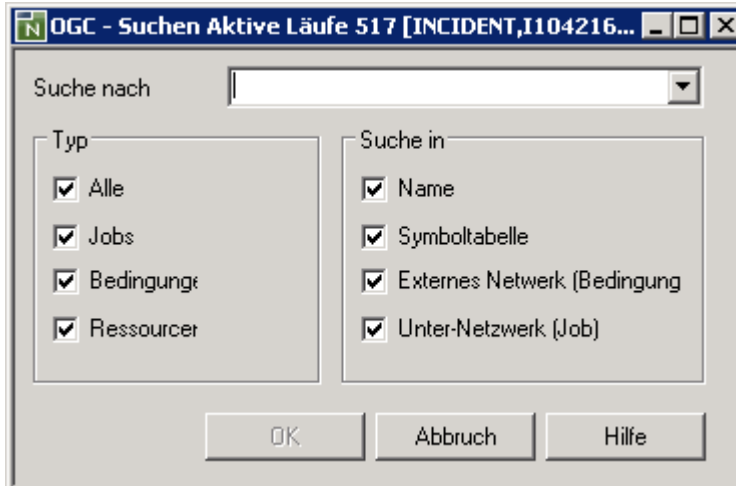 OGC - Suchen Aktive Läufe 517 [INCIDENT,I104216...
Suche nach
Typ
Alle
Jobs
Bedingunge
Ressourcen
Suche in
Name
Symboltabelle
Externes Netwerk (Bedingung
Unter-Netzwerk (Job)
OK
Abbruch
Hilfe